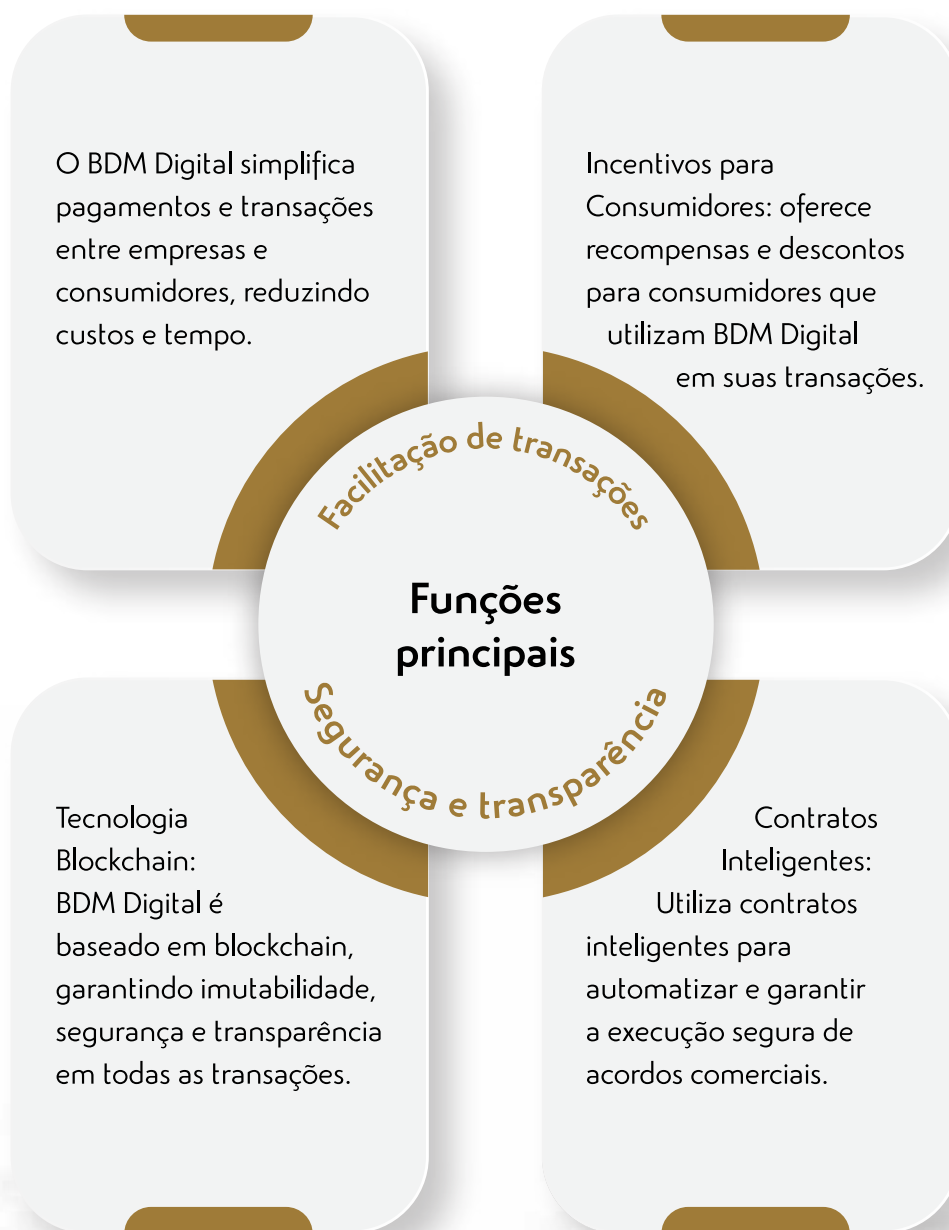 O BDM Digital simplifica
pagamentos e transações
entre empresas e
consumidores, reduzindo
custos e tempo.
Incentivos para
Consumidores: oferece
recompensas e descontos
para consumidores que
utilizam BDM Digital
em suas transações.
Facilitação de transações
Funções
principais
Segurança e transparência
Tecnologia
Blockchain:
BDM Digital é
baseado em blockchain,
garantindo imutabilidade,
segurança e transparência
em todas as transações.
Contratos
Inteligentes:
Utiliza contratos
inteligentes para
automatizar e garantir
a execução segura de
acordos comerciais.